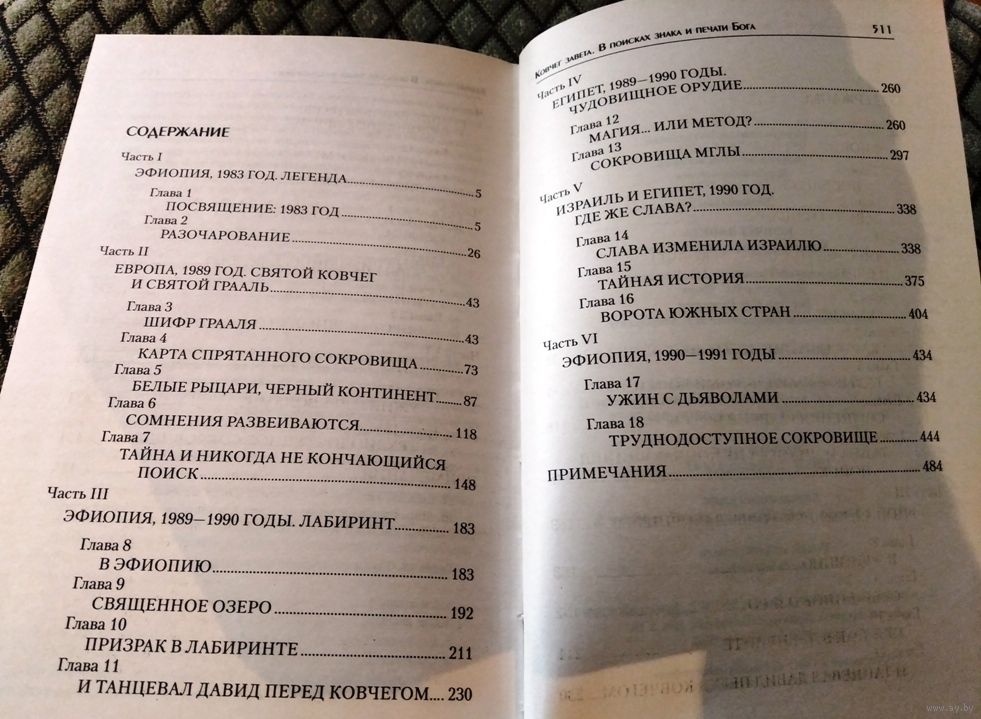 СОДЕРЖАНИЕ
Часть I
ЭФИОПИЯ, 1983 ГОД. ЛЕГЕНДА 5
Глава 1
ПОСВЯЩЕНИЕ: 1983 ГОД 5
Глава 2
РАЗОЧАРОВАНИЕ 26
Часть II
ЕВРОПА, 1989 ГОД. СВЯТОЙ КОВЧЕГ
И СВЯТОЙ ГРААЛЬ 43
Глава 3
ШИФР ГРААЛЯ 43
Глава 4
КАРТА СПРЯТАННОГО СОКРОВИЩА 73
Глава 5
БЕЛЫЕ РЫЦАРИ, ЧЕРНЫЙ КОНТИНЕНТ 87
Глава 6
СОМНЕНИЯ РАЗВЕИВАЮТСЯ 118
Глава 7
ТАЙНА И НИКОГДА НЕ КОНЧАЮЩИЙСЯ
ПОИСК 148
Часть III
ЭФИОПИЯ, 1989—1990 ГОДЫ. ЛАБИРИНТ 183
Глава 8
В ЭФИОПИЮ 183
Глава 9
СВЯЩЕННОЕ ОЗЕРО 192
Глава 10
ПРИЗРАК В ЛАБИРИНТЕ 211
Глава 11
И ТАНЦЕВАЛ ДАВИД ПЕРЕД КОВЧЕГОМ.... 230
Ковчег завета. В поисках знака и печати Бога 511
Часть IV
ЕГИПЕТ, 1989—1990 ГОДЫ.
ЧУДОВИЩНОЕ ОРУДИЕ 260
Глава 12
МАГИЯ... ИЛИ МЕТОД? 260
Глава 13
СОКРОВИЩА МГЛЫ 297
Часть V
ИЗРАИЛЬ И ЕГИПЕТ, 1990 ГОД.
ГДЕ ЖЕ СЛАВА? 338
Глава 14
СЛАВА ИЗМЕНИЛА ИЗРАИЛЮ 338
Глава 15
ТАЙНАЯ ИСТОРИЯ 375
Глава 16
ВОРОТА ЮЖНЫХ СТРАН 404
Часть VI
ЭФИОПИЯ, 1990—1991 ГОДЫ 434
Глава 17
УЖИН С ДЬЯВОЛАМИ 434
Глава 18
ТРУДНОДОСТУПНОЕ СОКРОВИЩЕ 444
ПРИМЕЧАНИЯ 484
www.ay.by